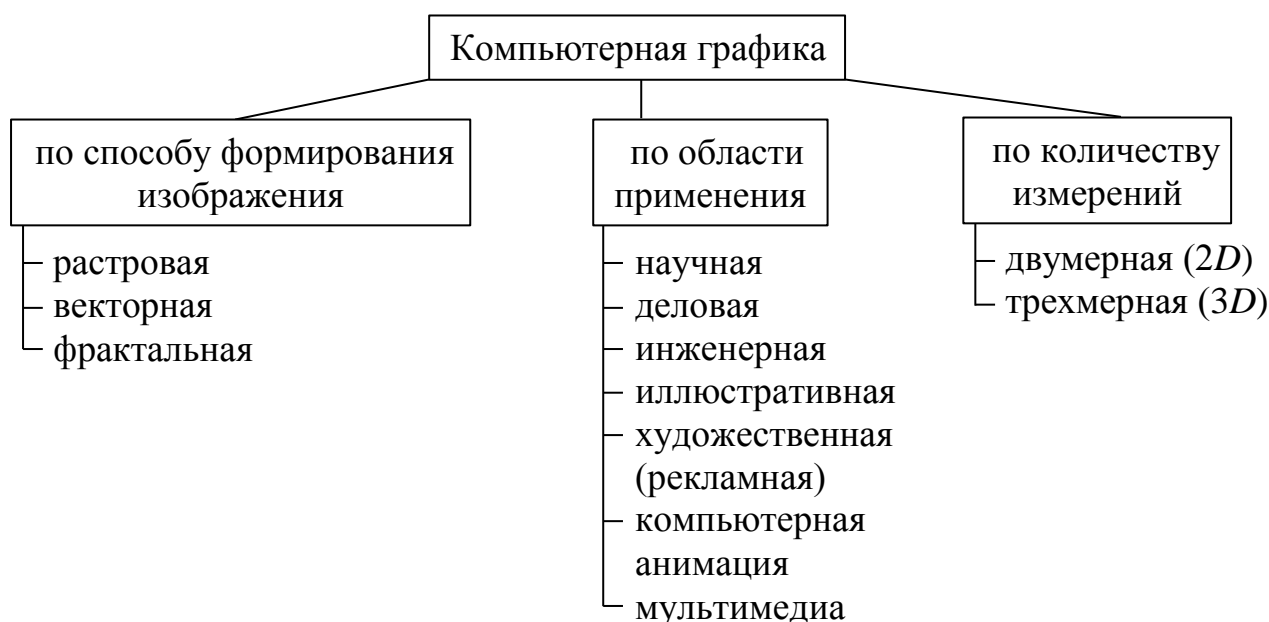 Компьютерная графика
по способу формирования
изображения
растровая
векторная
фрактальная
по области
применения
научная
деловая
инженерная
иллюстративная
художественная
(рекламная)
компьютерная
анимация
мультимедиа
по количеству
измерений
двумерная (2D)
трехмерная (3D)